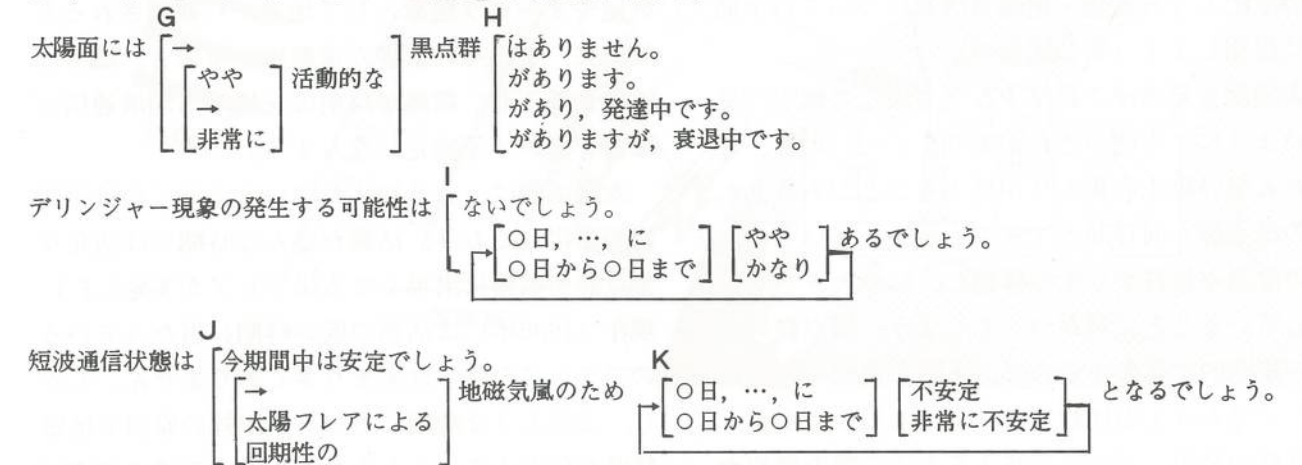 G H
太陽面には → 黒点群 はありません。
やや 活動的な があります。
→ があり，発達中です。
非常に がありますが，衰退中です。
I
デリンジャー現象の発生する可能性は ないでしょう。
○日，…，に やや あるでしょう。
○日から○日まで かなり
J
短波通信状態は 今期間中は安定でしょう。 K
→ 地磁気嵐のため ○日，…，に 不安定 となるでしょう。
太陽フレアによる ○日から○日まで 非常に不安定
回期性の